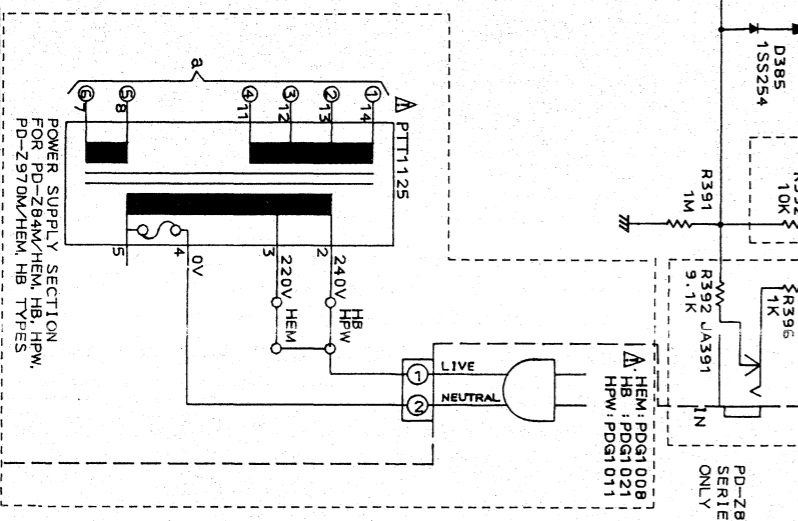 a
6 5 4 3 2 1
7 8 11 12 13 14
PTT1125
POWER SUPPLY SECTION
FOR PD-Z84M/HEM, HB, HPW,
PD-Z970M/HEM, HB TYPES
5 4 3 2
0V
220V
240V
HEM
HB
HPW
1 LIVE
2 NEUTRAL
HEM:PDG1008
HB :PDG1021
HPW:PDG1011
D385
1SS254
R391
1M
10K
R392
9.1K
JA391
R396
1K
IN
PD-Z8
SERIE
ONLY